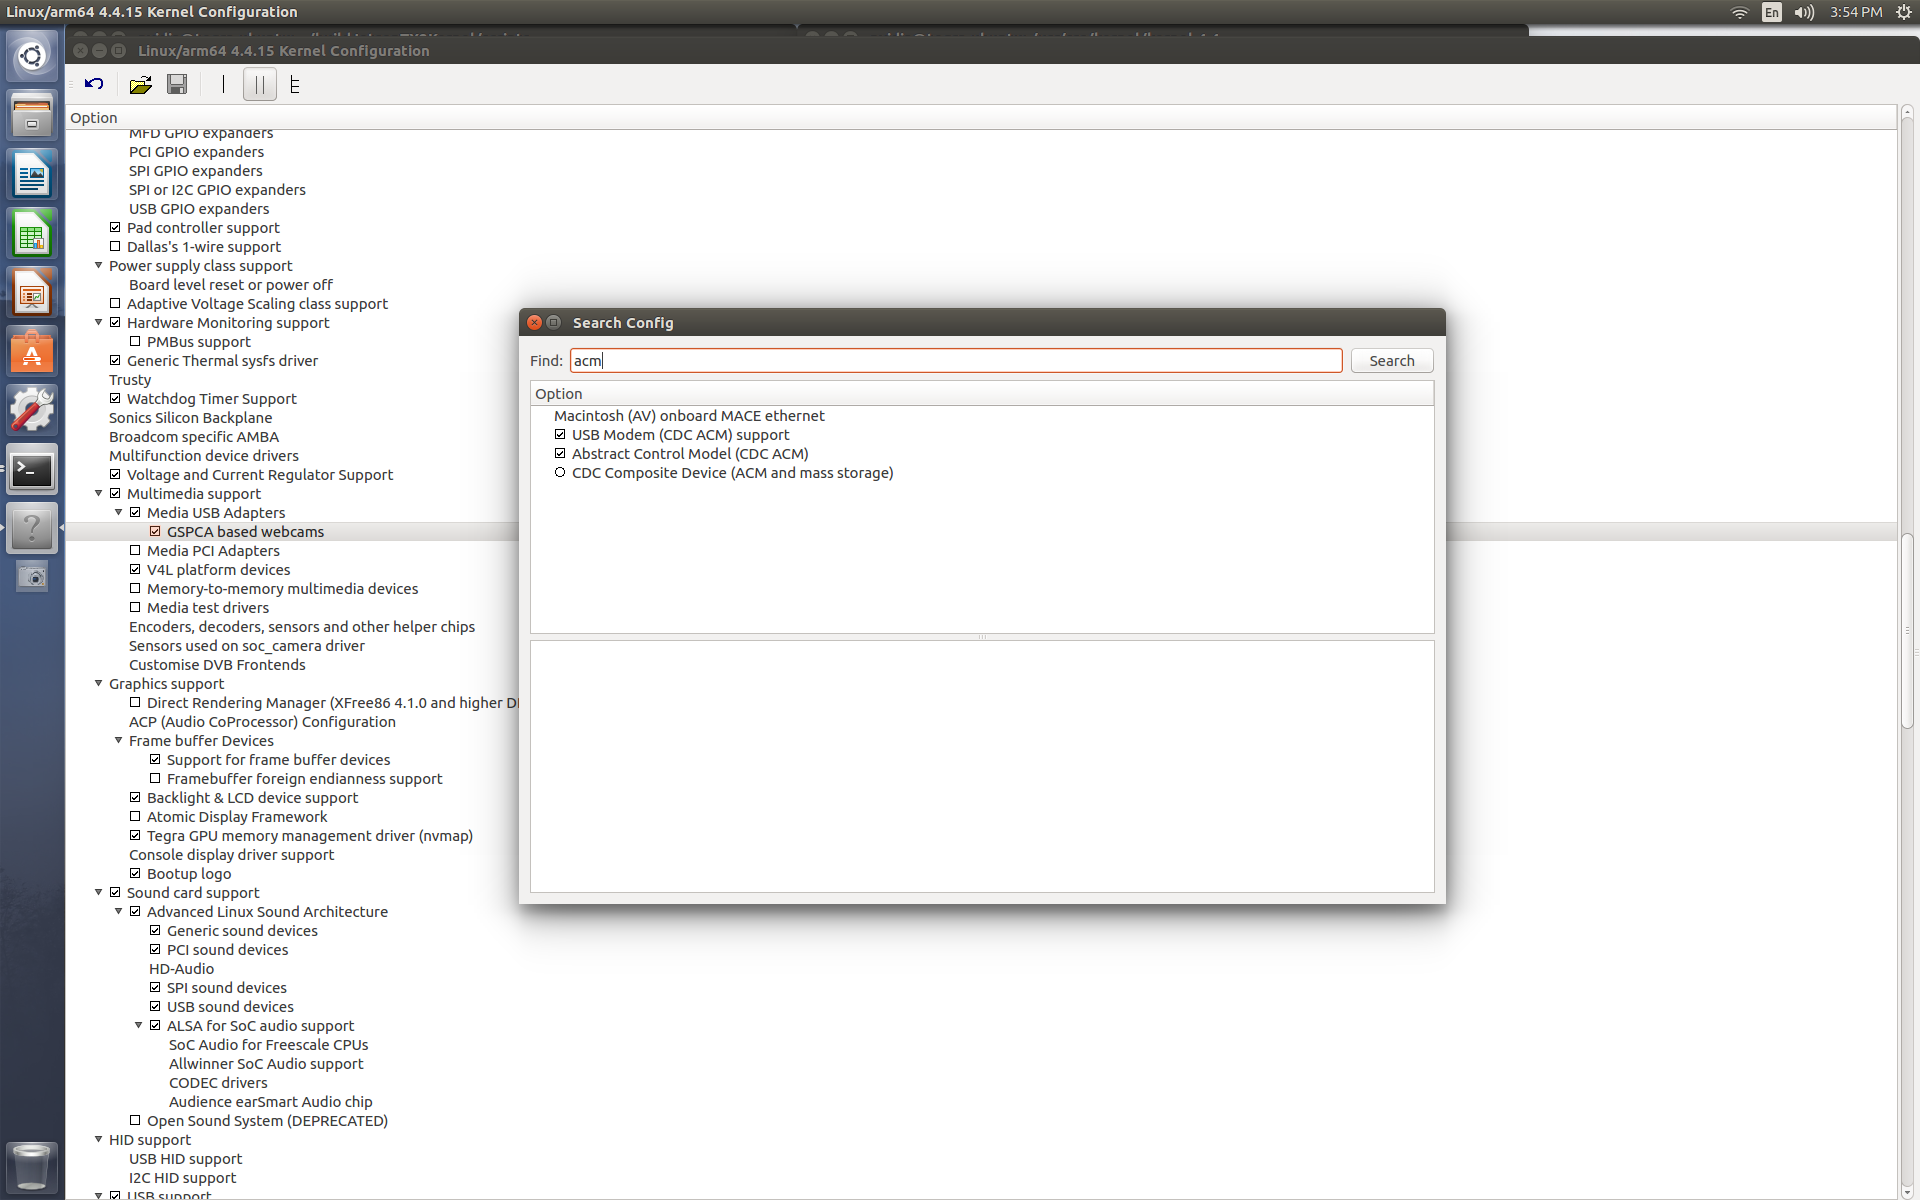 Linux/arm64 4.4.15 Kernel Configuration
En
3:54 PM
Linux/arm64 4.4.15 Kernel Configuration
Option
MFD GPIO expanders
PCI GPIO expanders
SPI GPIO expanders
SPI or I2C GPIO expanders
USB GPIO expanders
Pad controller support
Dallas's 1-wire support
Power supply class support
Board level reset or power off
Adaptive Voltage Scaling class support
Hardware Monitoring support
PMBus support
Generic Thermal sysfs driver
Trusty
Watchdog Timer Support
Sonics Silicon Backplane
Broadcom specific AMBA
Multifunction device drivers
Voltage and Current Regulator Support
Multimedia support
Media USB Adapters
GSPCA based webcams
Media PCI Adapters
V4L platform devices
Memory-to-memory multimedia devices
Media test drivers
Encoders, decoders, sensors and other helper chips
Sensors used on soc_camera driver
Customise DVB Frontends
Graphics support
Direct Rendering Manager (XFree86 4.1.0 and higher
ACP (Audio CoProcessor) Configuration
Frame buffer Devices
Support for frame buffer devices
Framebuffer foreign endianness support
Backlight & LCD device support
Atomic Display Framework
Tegra GPU memory management driver (nvmap)
Console display driver support
Bootup logo
Sound card support
Advanced Linux Sound Architecture
Generic sound devices
PCI sound devices
HD-Audio
SPI sound devices
USB sound devices
ALSA for SoC audio support
SoC Audio for Freescale CPUs
Allwinner SoC Audio support
CODEC drivers
Audience earSmart Audio chip
Open Sound System (DEPRECATED)
HID support
USB HID support
I2C HID support
USB support
Search Config
Find: acm
Search
Option
Macintosh (AV) onboard MACE ethernet
USB Modem (CDC ACM) support
Abstract Control Model (CDC ACM)
CDC Composite Device (ACM and mass storage)